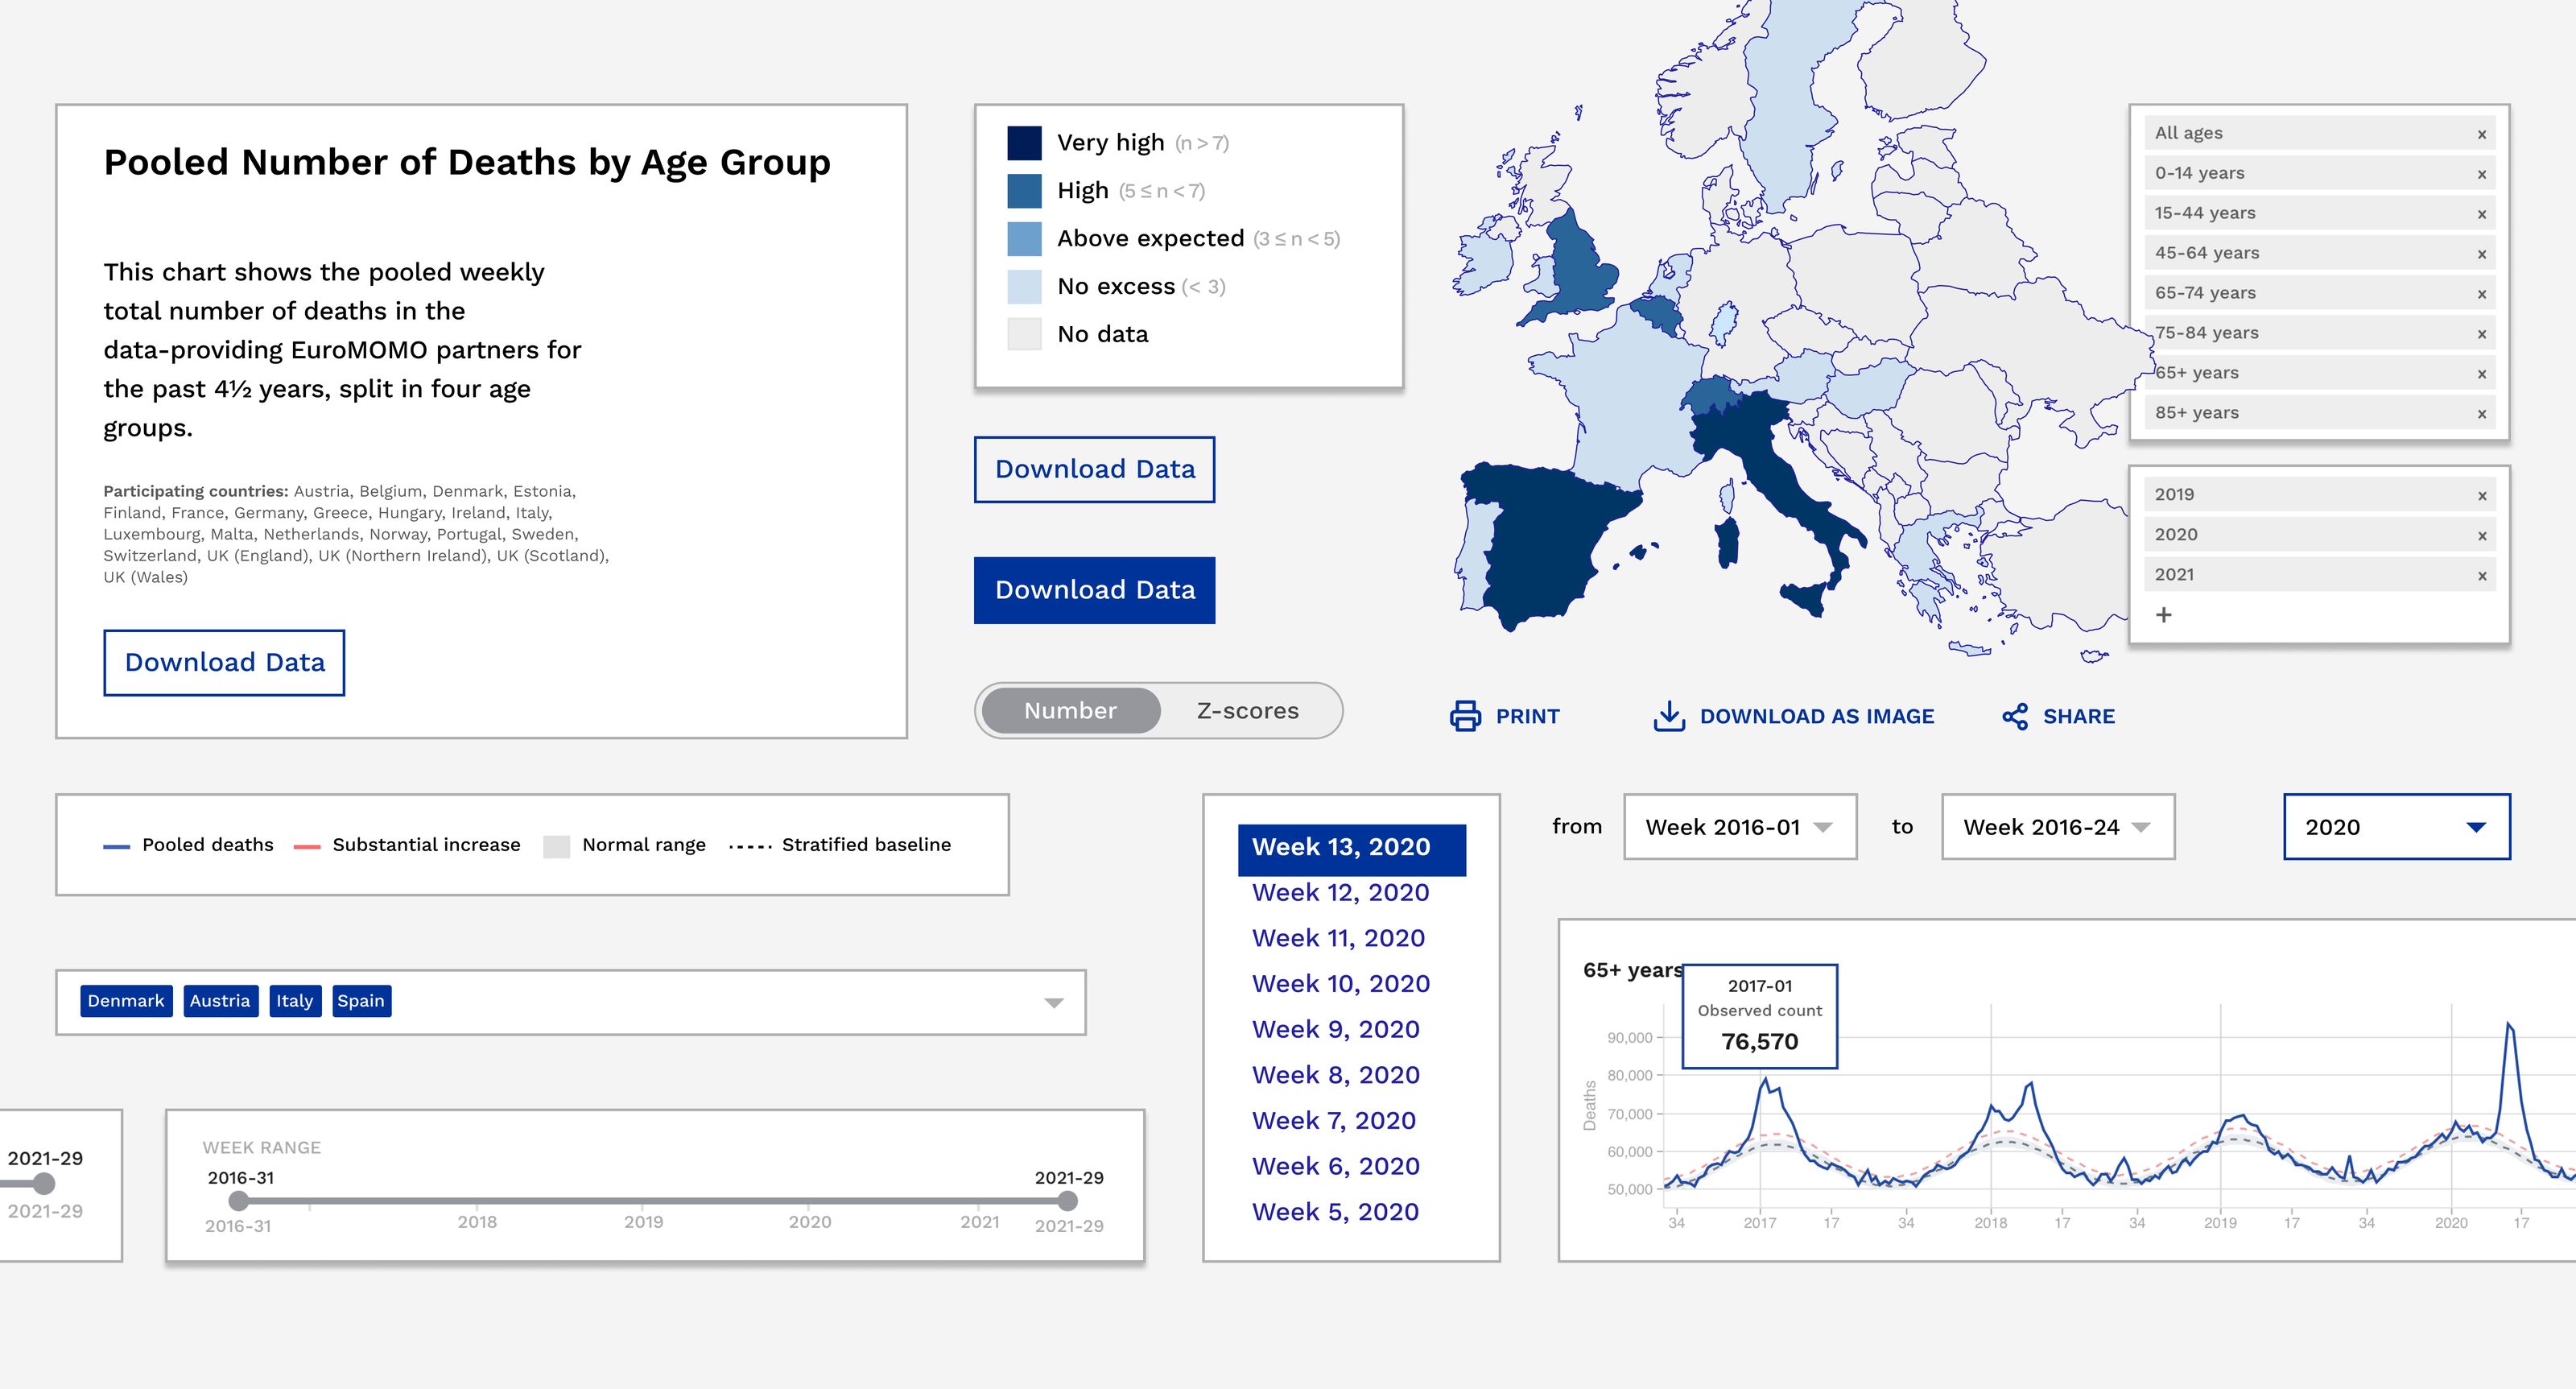 Pooled Number of Deaths by Age Group
This chart shows the pooled weekly
total number of deaths in the
data-providing EuroMOMO partners for
the past 4½ years, split in four age
groups.
Participating countries: Austria, Belgium, Denmark, Estonia,
Finland, France, Germany, Greece, Hungary, Ireland, Italy,
Luxembourg, Malta, Netherlands, Norway, Portugal, Sweden,
Switzerland, UK (England), UK (Northern Ireland), UK (Scotland),
UK (Wales)
Download Data
Very high (n > 7)
High (5 ≤ n < 7)
Above expected (3 ≤ n < 5)
No excess (< 3)
No data
Download Data
Download Data
Number Z-scores
All ages x
0-14 years x
15-44 years x
45-64 years x
65-74 years x
75-84 years x
65+ years x
85+ years x
2019 x
2020 x
2021 x
+
PRINT DOWNLOAD AS IMAGE SHARE
Pooled deaths Substantial increase Normal range Stratified baseline
Denmark Austria Italy Spain
2021-29
2021-29
WEEK RANGE
2016-31 2021-29
2016-31 2018 2019 2020 2021 2021-29
Week 13, 2020
Week 12, 2020
Week 11, 2020
Week 10, 2020
Week 9, 2020
Week 8, 2020
Week 7, 2020
Week 6, 2020
Week 5, 2020
from Week 2016-01 to Week 2016-24 2020
65+ years
2017-01
Observed count
76,570
Deaths
90,000
80,000
70,000
60,000
50,000
34 2017 17 34 2018 17 34 2019 17 34 2020 17